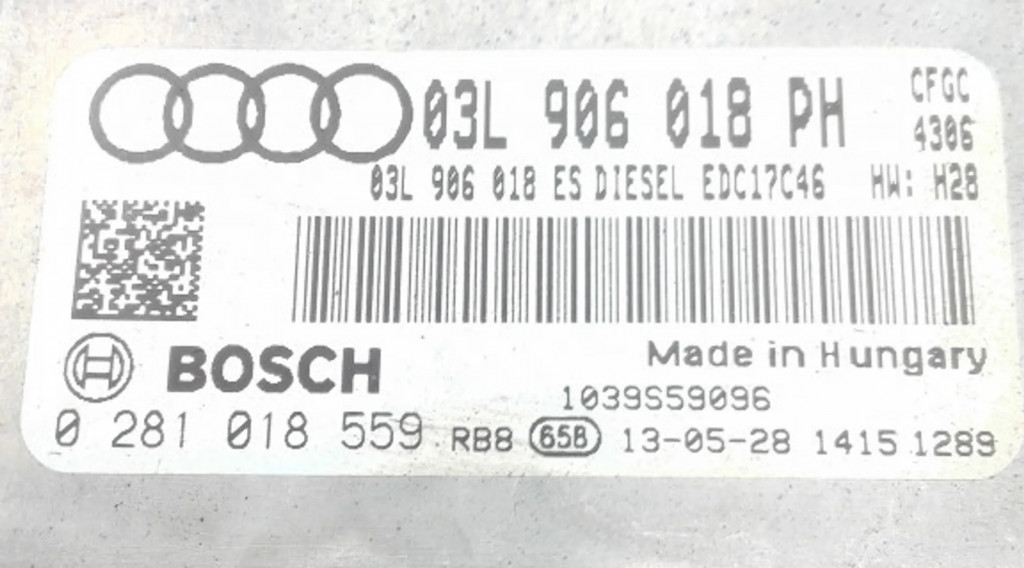 03L 906 018 PH
CFGC
4306
03L 906 018 ES DIESEL EDC17C46 HW: H28
BOSCH
Made in Hungary
1039S59096
0 281 018 559 RB8 65B 13-05-28 1415 1289